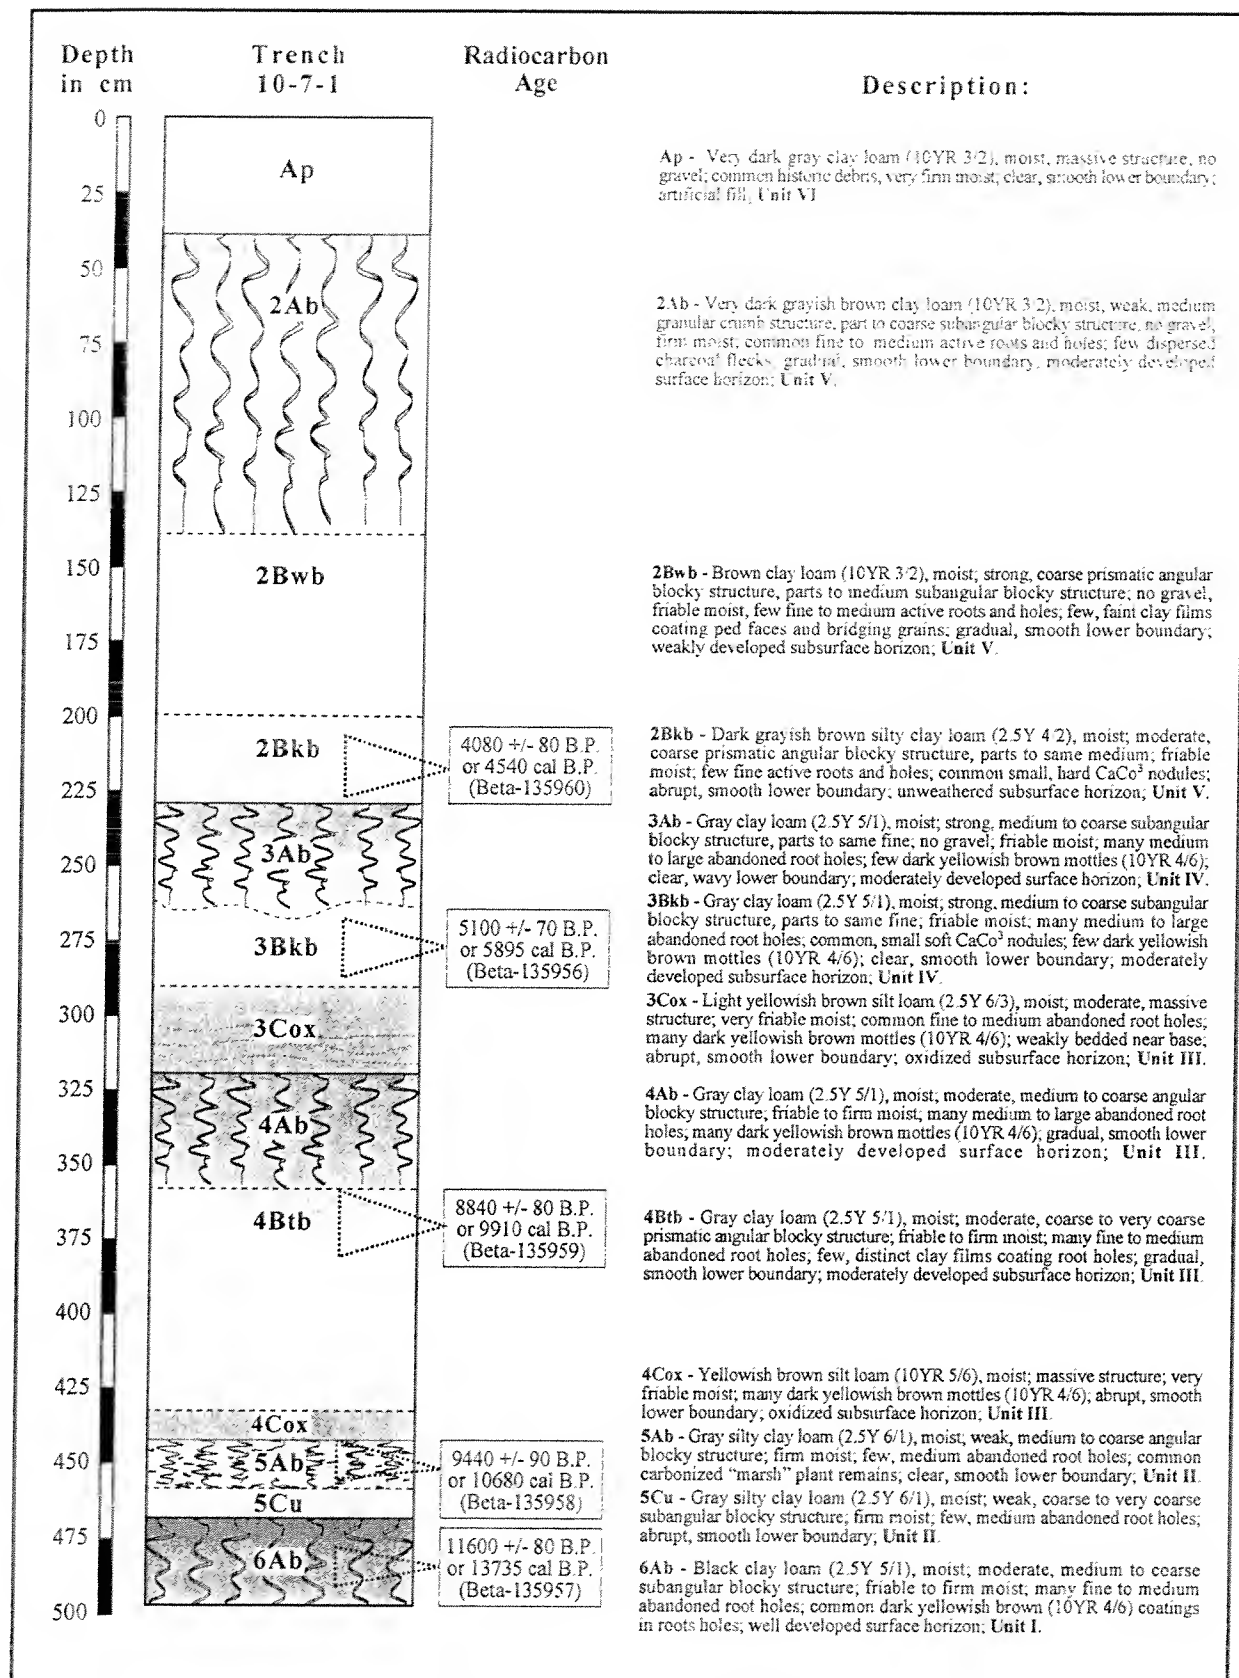 Depth
in cm
Trench
10-7-1
Radiocarbon
Age
Description:
0
25
50
75
100
125
150
175
200
225
250
275
300
325
350
375
400
425
450
475
500
Ap
2Ab
2Bwb
2Bkb
3Ab
3Bkb
3Cox
4Ab
4Btb
4Cox
5Ab
5Cu
6Ab
4080 +/- 80 B.P.
or 4540 cal B.P.
(Beta-135960)
5100 +/- 70 B.P.
or 5895 cal B.P.
(Beta-135956)
8840 +/- 80 B.P.
or 9910 cal B.P.
(Beta-135959)
9440 +/- 90 B.P.
or 10680 cal B.P.
(Beta-135958)
11600 +/- 80 B.P.
or 13735 cal B.P.
(Beta-135957)
Ap - Very dark gray clay loam (10YR 3/2), moist, massive structure, no
gravel; common historic debris, very firm moist; clear, smooth lower boundary;
artificial fill, Unit VI
2Ab - Very dark grayish brown clay loam (10YR 3/2), moist, weak, medium
granular crumb structure, part to coarse subangular blocky structure, no gravel,
firm moist; common fine to medium active roots and holes; few dispersed
charcoal flecks, gradual, smooth lower boundary, moderately developed
surface horizon; Unit V.
2Bwb - Brown clay loam (10YR 3/2), moist; strong, coarse prismatic angular
blocky structure, parts to medium subangular blocky structure; no gravel,
friable moist, few fine to medium active roots and holes; few, faint clay films
coating ped faces and bridging grains; gradual, smooth lower boundary;
weakly developed subsurface horizon; Unit V.
2Bkb - Dark grayish brown silty clay loam (2.5Y 4/2), moist; moderate,
coarse prismatic angular blocky structure, parts to same medium; friable
moist; few fine active roots and holes; common small, hard CaCo³ nodules;
abrupt, smooth lower boundary; unweathered subsurface horizon; Unit V.
3Ab - Gray clay loam (2.5Y 5/1), moist; strong, medium to coarse subangular
blocky structure, parts to same fine; no gravel; friable moist; many medium
to large abandoned root holes; few dark yellowish brown mottles (10YR 4/6);
clear, wavy lower boundary; moderately developed surface horizon; Unit IV.
3Bkb - Gray clay loam (2.5Y 5/1), moist; strong, medium to coarse subangular
blocky structure, parts to same fine; friable moist; many medium to large
abandoned root holes; common, small soft CaCo³ nodules; few dark yellowish
brown mottles (10YR 4/6); clear, smooth lower boundary; moderately
developed subsurface horizon; Unit IV.
3Cox - Light yellowish brown silt loam (2.5Y 6/3), moist; moderate, massive
structure; very friable moist; common fine to medium abandoned root holes;
many dark yellowish brown mottles (10YR 4/6); weakly bedded near base;
abrupt, smooth lower boundary; oxidized subsurface horizon; Unit III.
4Ab - Gray clay loam (2.5Y 5/1), moist; moderate, medium to coarse angular
blocky structure; friable to firm moist; many medium to large abandoned root
holes; many dark yellowish brown mottles (10YR 4/6); gradual, smooth lower
boundary; moderately developed surface horizon; Unit III.
4Btb - Gray clay loam (2.5Y 5/1), moist; moderate, coarse to very coarse
prismatic angular blocky structure; friable to firm moist; many fine to medium
abandoned root holes; few, distinct clay films coating root holes; gradual,
smooth lower boundary; moderately developed subsurface horizon; Unit III.
4Cox - Yellowish brown silt loam (10YR 5/6), moist; massive structure; very
friable moist; many dark yellowish brown mottles (10YR 4/6); abrupt, smooth
lower boundary; oxidized subsurface horizon; Unit III.
5Ab - Gray silty clay loam (2.5Y 6/1), moist; weak, medium to coarse angular
blocky structure; firm moist; few, medium abandoned root holes; common
carbonized “marsh” plant remains; clear, smooth lower boundary; Unit II.
5Cu - Gray silty clay loam (2.5Y 6/1), moist; weak, coarse to very coarse
subangular blocky structure; firm moist; few, medium abandoned root holes;
abrupt, smooth lower boundary; Unit II.
6Ab - Black clay loam (2.5Y 5/1), moist; moderate, medium to coarse
subangular blocky structure; friable to firm moist; many fine to medium
abandoned root holes; common dark yellowish brown (10YR 4/6) coatings
in roots holes; well developed surface horizon; Unit I.